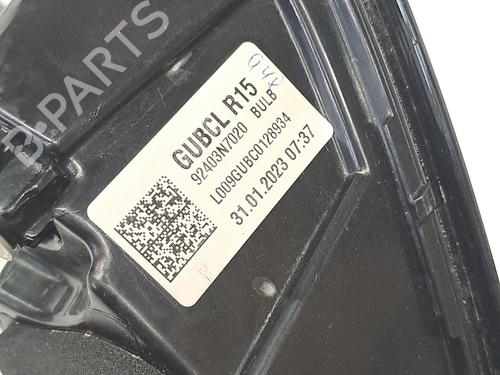 B-PARTS
GUBCL R15
92403N7020 BULB
L009GUBC0128934
31.01.2023 07:37